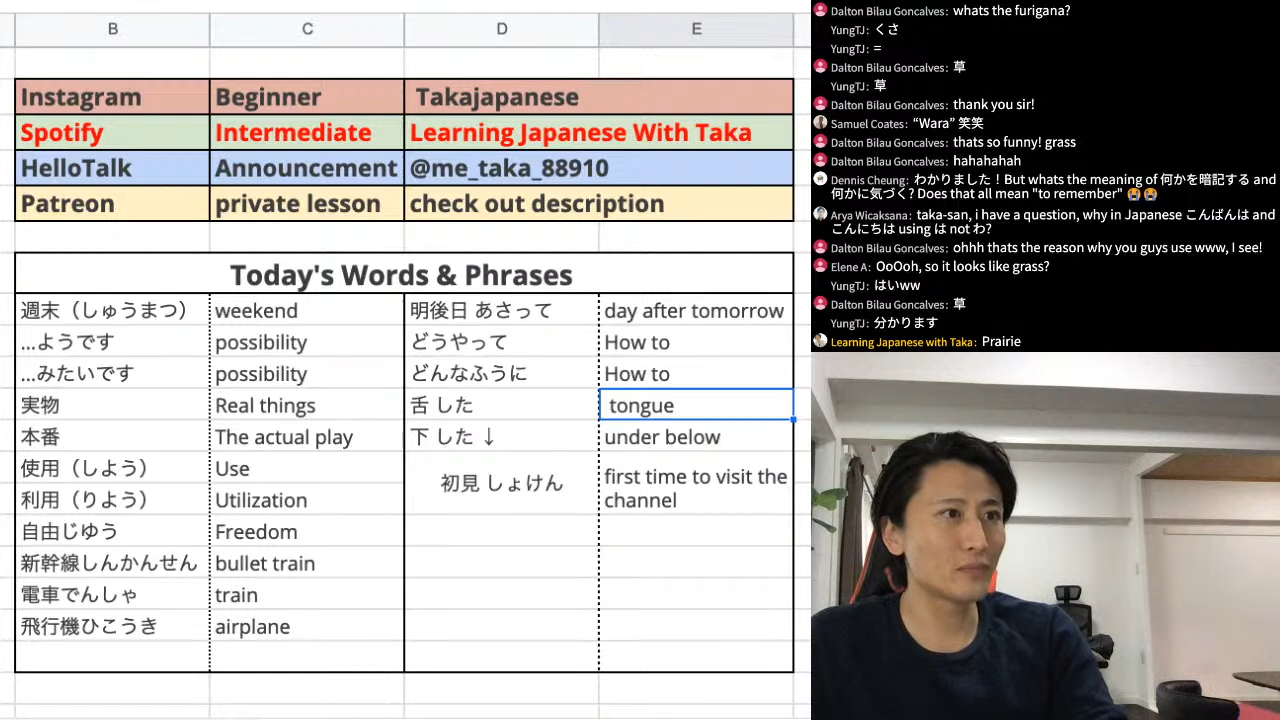 B C D E
Instagram Beginner Takajapanese
Spotify Intermediate Learning Japanese With Taka
HelloTalk Announcement @me_taka_88910
Patreon private lesson check out description
Today's Words & Phrases
週末（しゅうまつ） weekend 明後日 あさって day after tomorrow
...ようです possibility どうやって How to
...みたいです possibility どんなふうに How to
実物 Real things 舌 した tongue
本番 The actual play 下 した ↓ under below
使用（しよう） Use 初見 しょけん first time to visit the
利用（りよう） Utilization channel
自由じゆう Freedom
新幹線しんかんせん bullet train
電車でんしゃ train
飛行機ひこうき airplane
Dalton Bilau Goncalves: whats the furigana?
YungTJ: くさ
YungTJ: =
Dalton Bilau Goncalves: 草
YungTJ: 草
Dalton Bilau Goncalves: thank you sir!
Samuel Coates: “Wara” 笑笑
Dalton Bilau Goncalves: thats so funny! grass
Dalton Bilau Goncalves: hahahahah
Dennis Cheung: わかりました！But whats the meaning of 何かを暗記する and
何かに気づく? Does that all mean "to remember" 😭😭
Arya Wicaksana: taka-san, i have a question, why in Japanese こんばんは and
こんにちは using は not わ?
Dalton Bilau Goncalves: ohhh thats the reason why you guys use www, I see!
Elene A: OoOoh, so it looks like grass?
YungTJ: はいww
Dalton Bilau Goncalves: 草
YungTJ: 分かります
Learning Japanese with Taka: Prairie